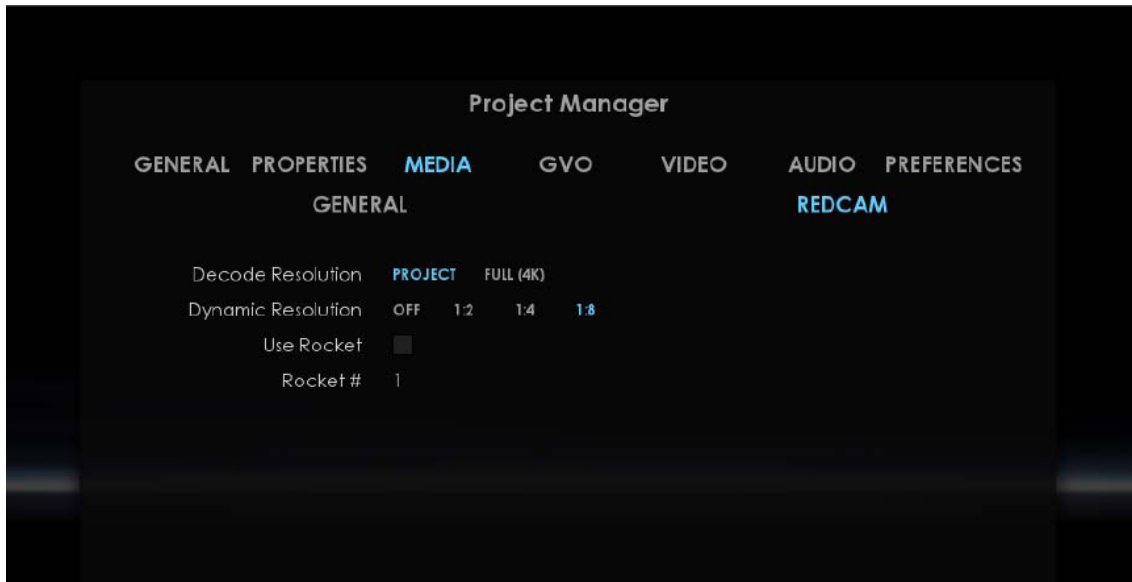 Project Manager
GENERAL PROPERTIES MEDIA GVO VIDEO AUDIO PREFERENCES
GENERAL REDCAM
Decode Resolution PROJECT FULL (4K)
Dynamic Resolution OFF 1:2 1:4 1:8
Use Rocket
Rocket # 1